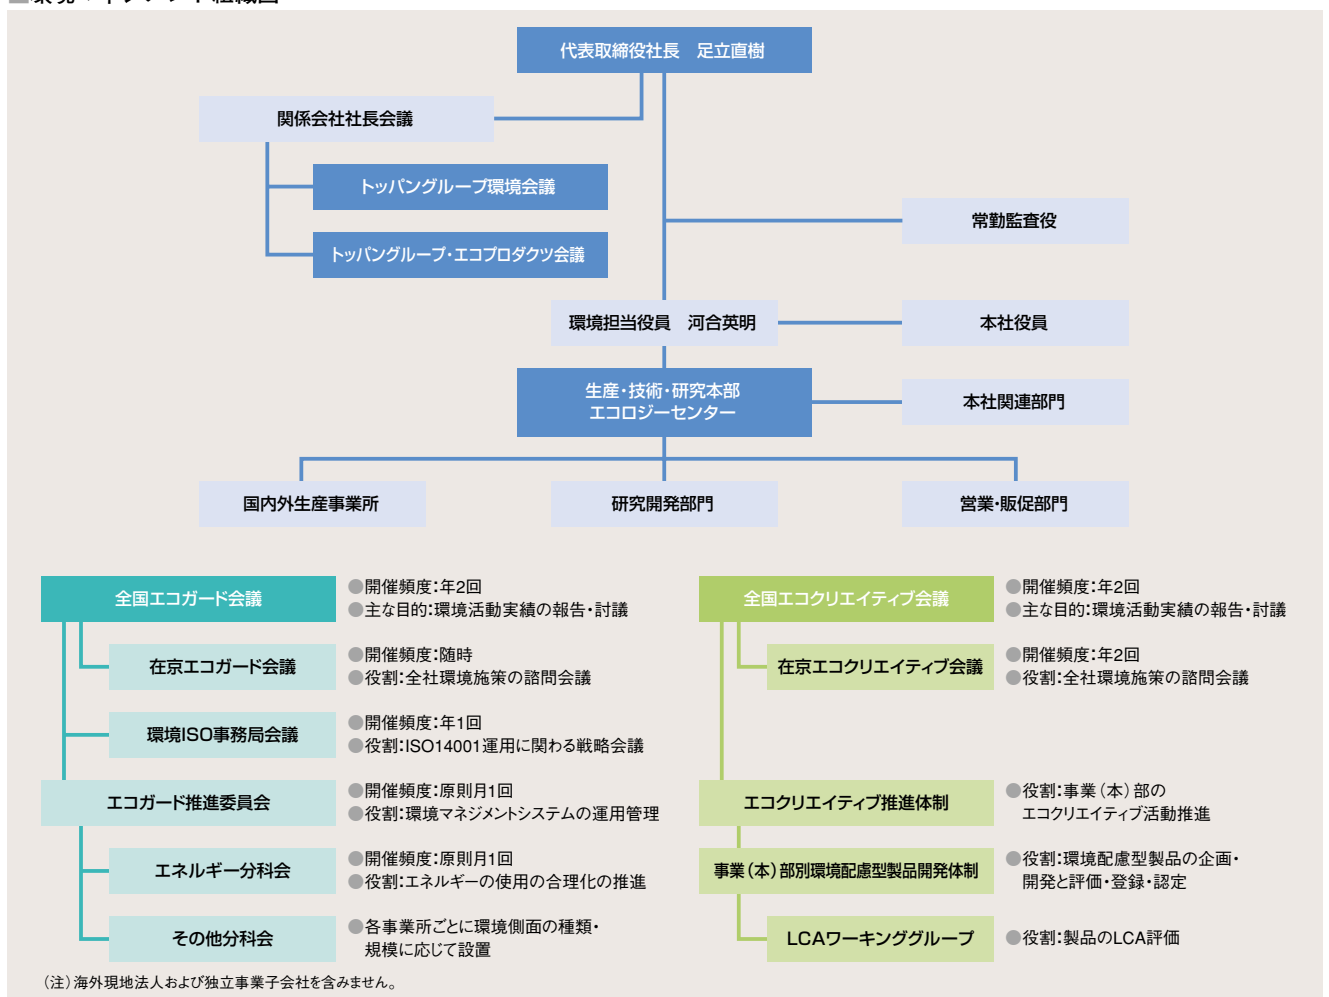 代表取締役社長　足立直樹
関係会社社長会議
トッパングループ環境会議
常勤監査役
トッパングループ・エコプロダクツ会議
環境担当役員　河合英明
本社役員
生産・技術・研究本部
エコロジーセンター
本社関連部門
国内外生産事業所
研究開発部門
営業・販促部門
全国エコガード会議
●開催頻度：年2回
●主な目的：環境活動実績の報告・討議
在京エコガード会議
●開催頻度：随時
●役割：全社環境施策の諮問会議
環境ISO事務局会議
●開催頻度：年1回
●役割：ISO14001運用に関わる戦略会議
エコガード推進委員会
●開催頻度：原則月1回
●役割：環境マネジメントシステムの運用管理
エネルギー分科会
●開催頻度：原則月1回
●役割：エネルギーの使用の合理化の推進
その他分科会
●各事業所ごとに環境側面の種類・
規模に応じて設置
全国エコクリエイティブ会議
●開催頻度：年2回
●主な目的：環境活動実績の報告・討議
在京エコクリエイティブ会議
●開催頻度：年2回
●役割：全社環境施策の諮問会議
エコクリエイティブ推進体制
●役割：事業（本）部の
エコクリエイティブ活動推進
事業（本）部別環境配慮型製品開発体制
●役割：環境配慮型製品の企画・
開発と評価・登録・認定
LCAワーキンググループ
●役割：製品のLCA評価
（注）海外現地法人および独立事業子会社を含みません。